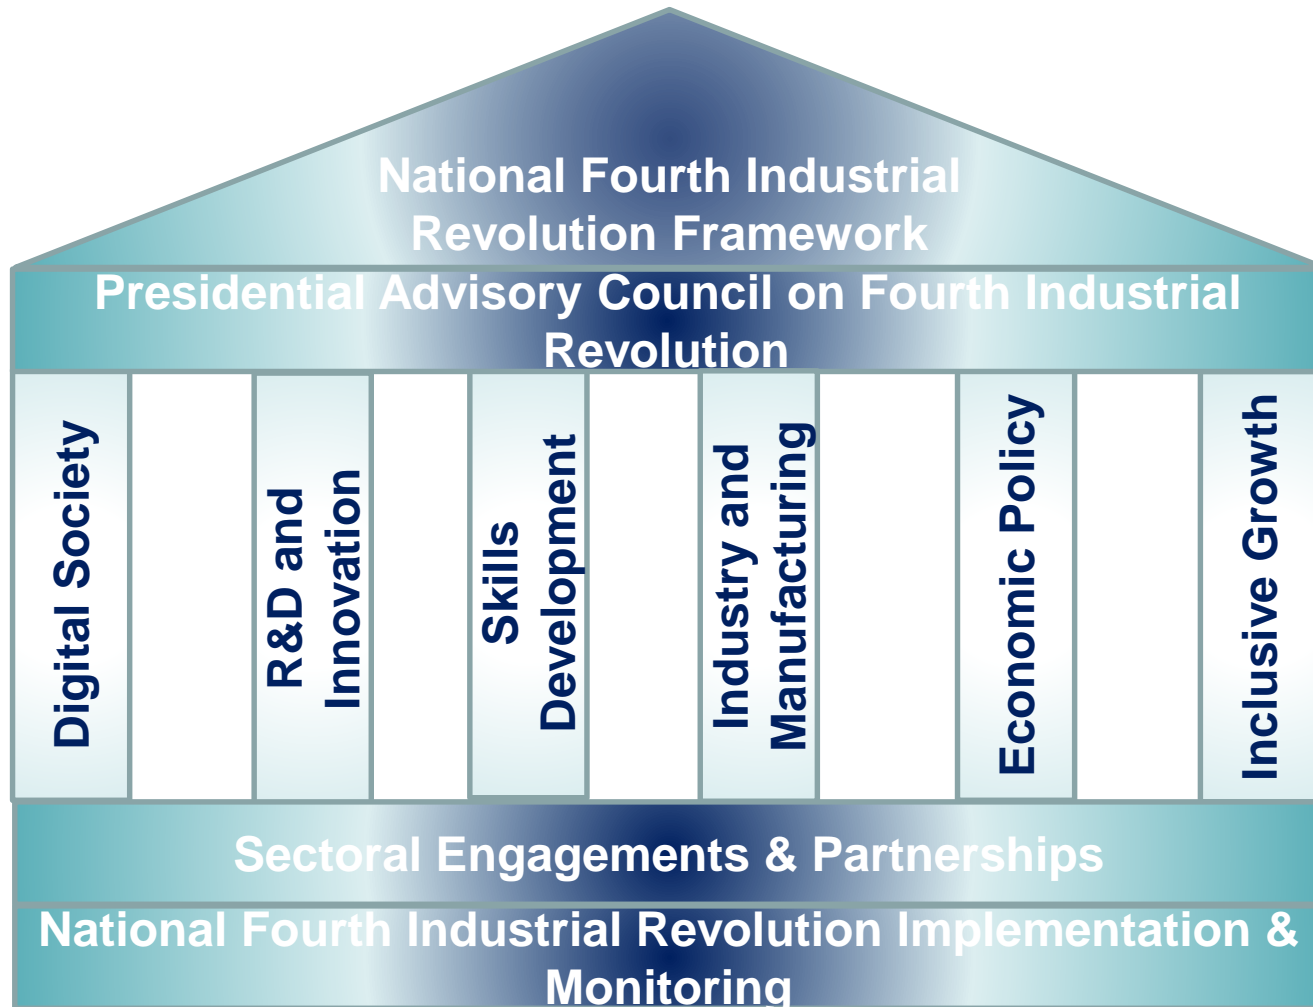 National Fourth Industrial
Revolution Framework
Presidential Advisory Council on Fourth Industrial
Revolution
Digital Society
R&D and
Innovation
Skills
Development
Industry and
Manufacturing
Economic Policy
Inclusive Growth
Sectoral Engagements & Partnerships
National Fourth Industrial Revolution Implementation &
Monitoring